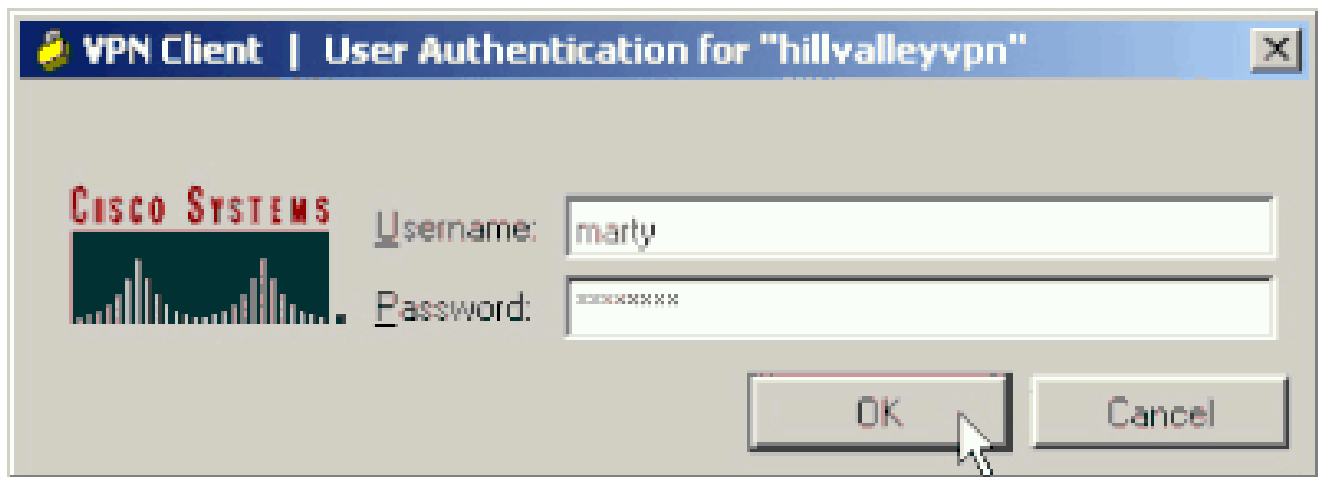 VPN Client | User Authentication for "hillvalleyvpn"
CISCO SYSTEMS
Username: marty
Password: ********
OK Cancel